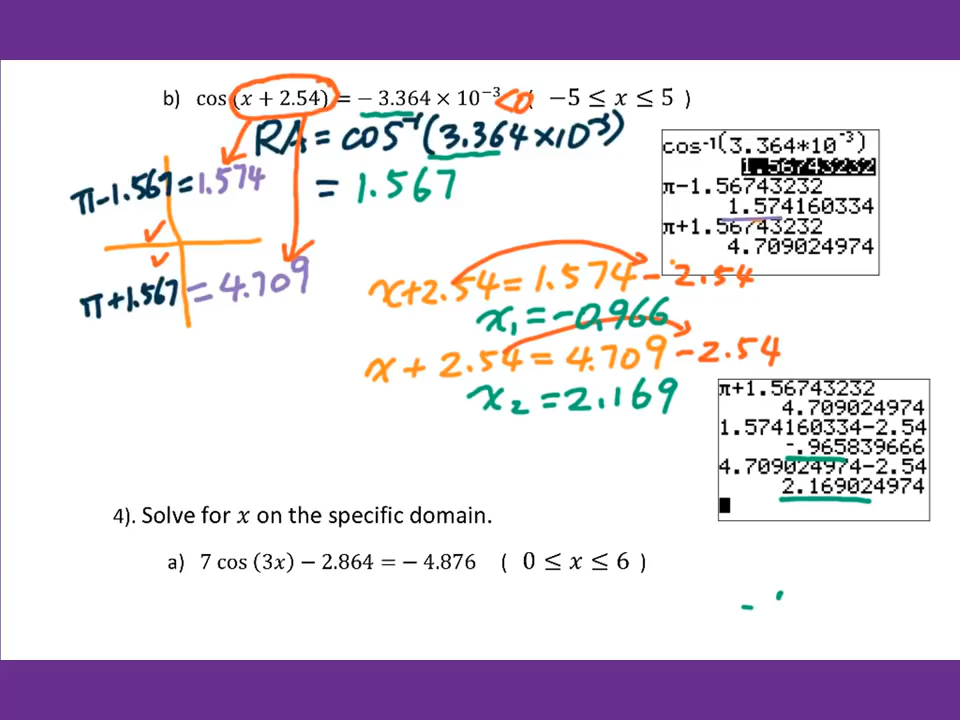 b) cos (x + 2.54) = − 3.364 × 10⁻³ <0 ( −5 ≤ x ≤ 5 )
RA = cos⁻¹(3.364×10⁻³)
= 1.567
π−1.567=1.574
π+1.567=4.709
cos⁻¹(3.364*10⁻³)
1.56743232
π−1.56743232
1.574160334
π+1.56743232
4.709024974
x+2.54=1.574−2.54
x₁=−0.966
x+2.54=4.709−2.54
x₂=2.169
π+1.56743232
4.709024974
1.574160334−2.54
-.965839666
4.709024974−2.54
2.169024974
4). Solve for x on the specific domain.
a) 7 cos (3x) − 2.864 = − 4.876 ( 0 ≤ x ≤ 6 )